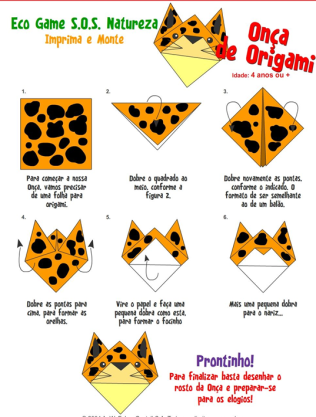 Eco Game S.O.S. Natureza
Imprima e Monte
Onça
de Origami
Idade: 4 anos ou +
1.
Para começar a nossa
Onça, vamos precisar
de uma folha para
origami.
2.
Dobre o quadrado ao
meio, conforme a
figura 2.
3.
Dobre novamente as pontas,
conforme o indicado. O
formato de ser semelhante
ao de um balão.
4.
Dobre as pontas para
cima, para formar as
orelhas.
5.
Vire o papel e faça uma
pequena dobra como esta,
para formar o focinho
6.
Mais uma pequena dobra
para o nariz...
Prontinho!
Para finalizar basta desenhar o
rosto da Onça e preparar-se
para os elogios!